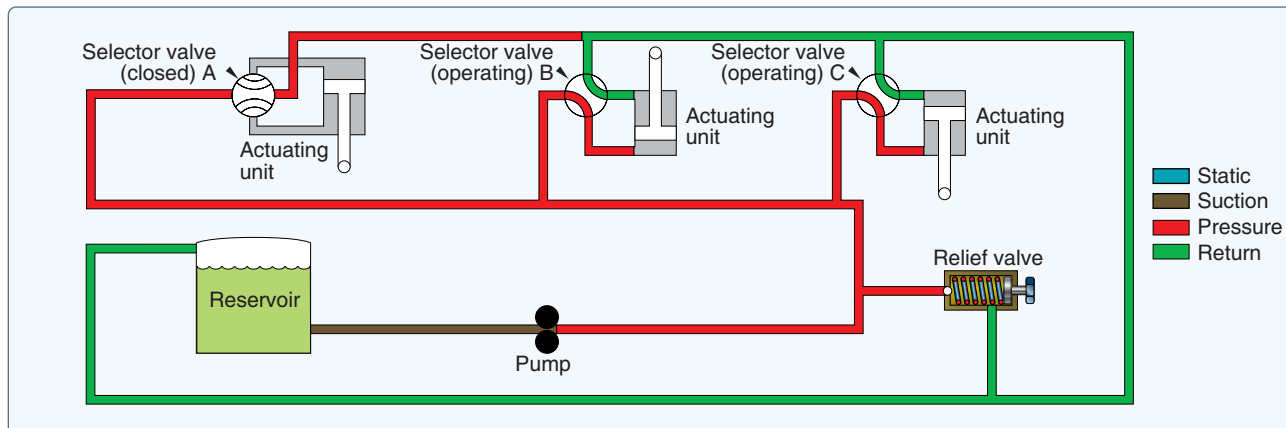 Selector valve
(closed) A
Actuating
unit
Selector valve
(operating) B
Actuating
unit
Selector valve
(operating) C
Actuating
unit
Static
Suction
Pressure
Return
Reservoir
Pump
Relief valve